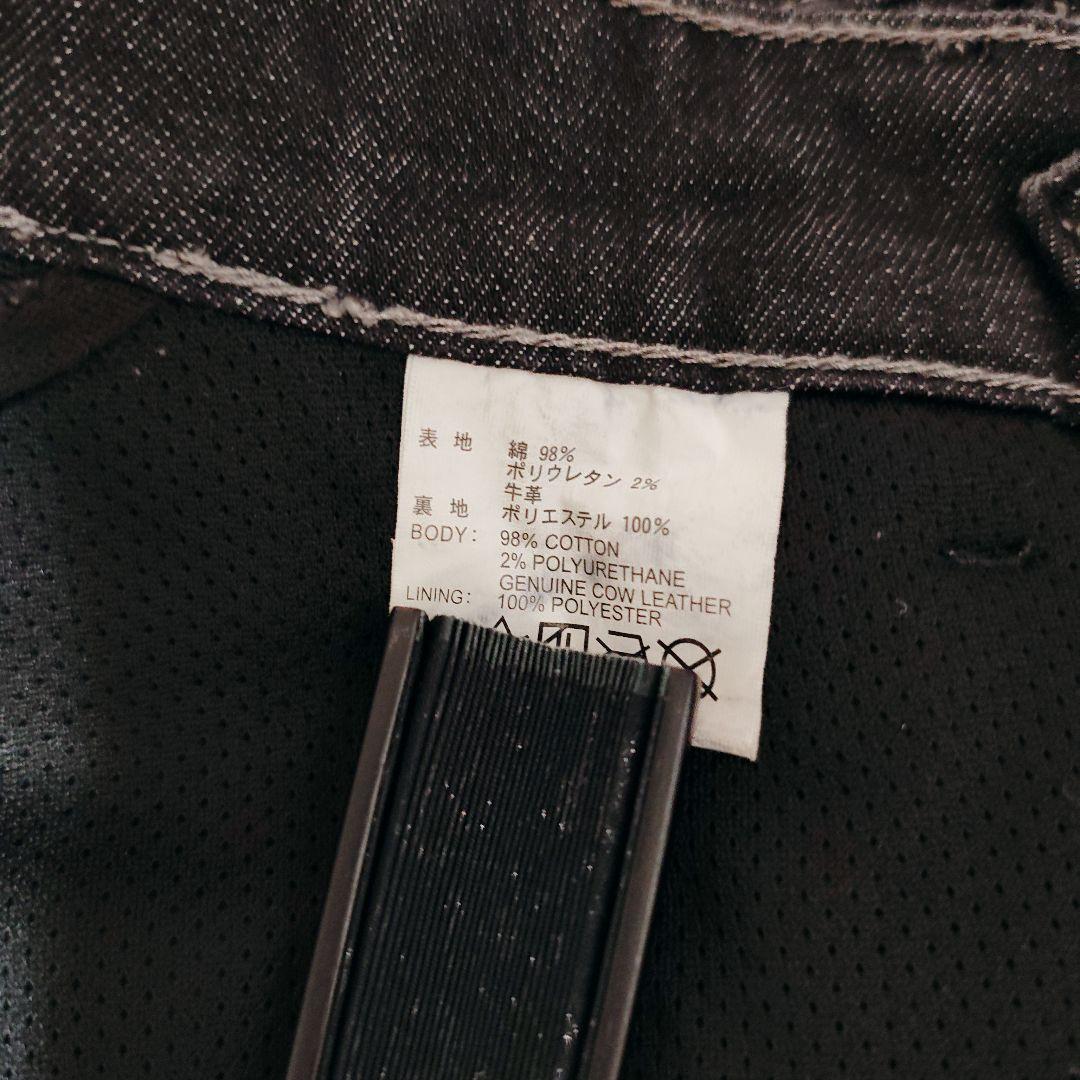 表地 綿 98%
ポリウレタン 2%
牛革
裏地 ポリエステル 100%
BODY: 98% COTTON
2% POLYURETHANE
GENUINE COW LEATHER
LINING: 100% POLYESTER